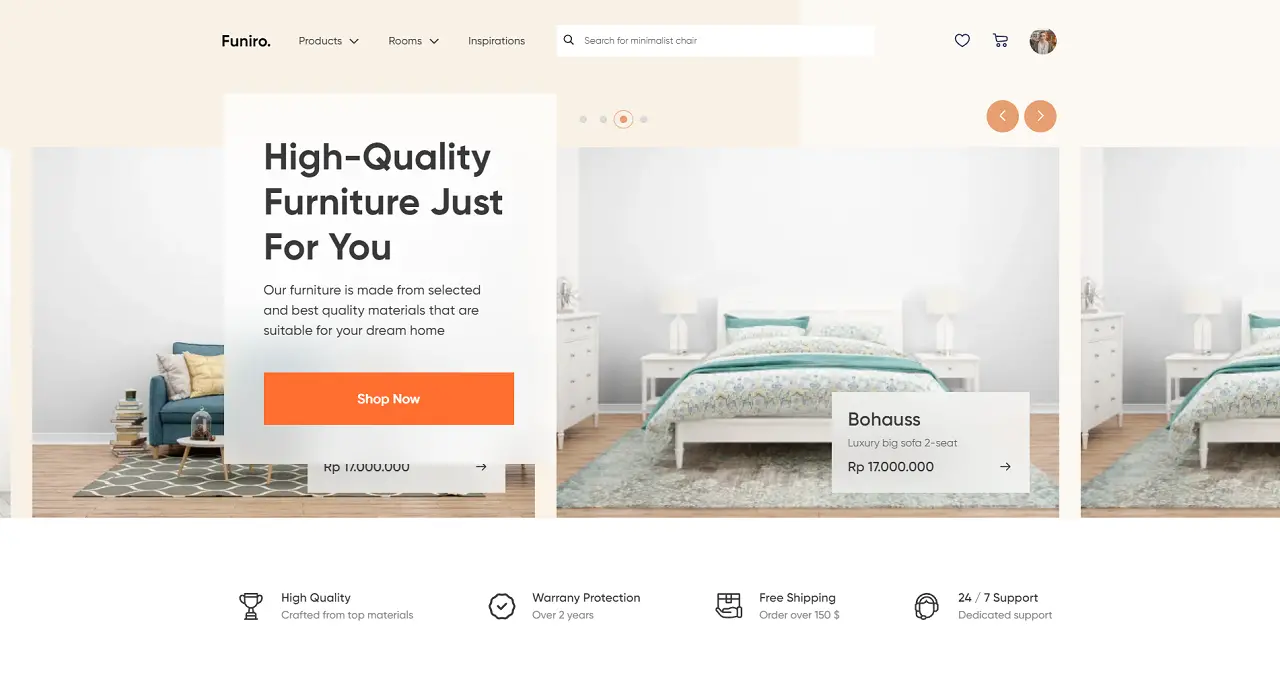 Funiro.
Products
Rooms
Inspirations
Search for minimalist chair
High-Quality
Furniture Just
For You
Our furniture is made from selected
and best quality materials that are
suitable for your dream home
Shop Now
Rp 17.000.000
Bohauss
Luxury big sofa 2-seat
Rp 17.000.000
High Quality
Crafted from top materials
Warrany Protection
Over 2 years
Free Shipping
Order over 150 $
24 / 7 Support
Dedicated support